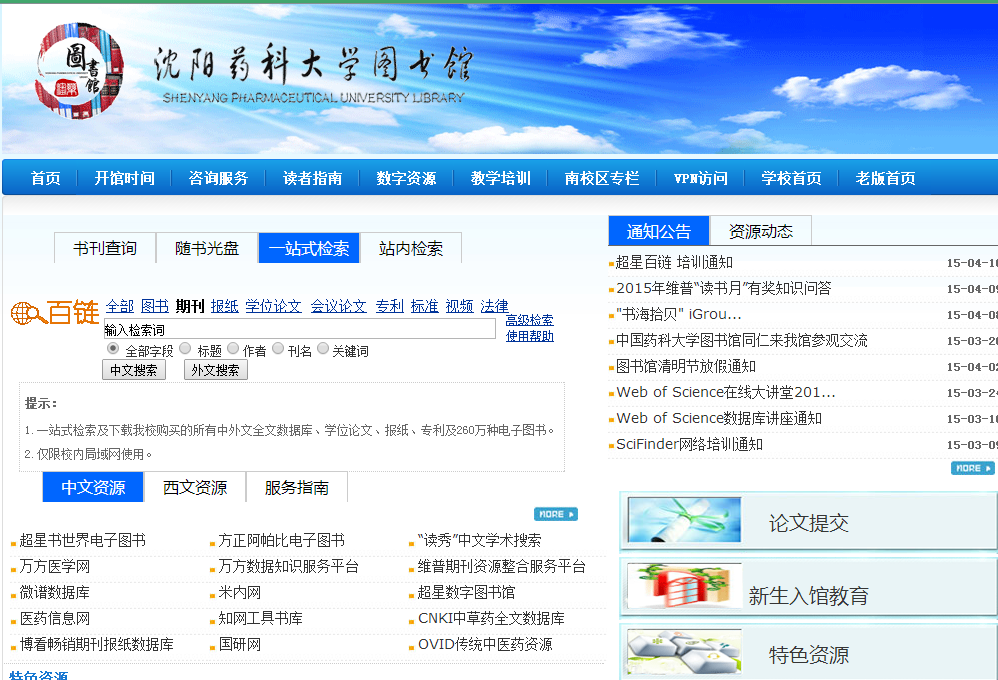 圖書館
沈阳药科大学图书馆
SHENYANG PHARMACEUTICAL UNIVERSITY LIBRARY
首页 开馆时间 咨询服务 读者指南 数字资源 教学培训 南校区专栏 VPN访问 学校首页 老版首页
书刊查询 随书光盘 一站式检索 站内检索
百链
全部 图书 期刊 报纸 学位论文 会议论文 专利 标准 视频 法律
输入检索词
高级检索
使用帮助
全部字段 标题 作者 刊名 关键词
中文搜索 外文搜索
提示：
1. 一站式检索及下载我校购买的所有中外文全文数据库、学位论文、报纸、专利及260万种电子图书。
2. 仅限校内局域网使用。
中文资源 西文资源 服务指南
MORE
超星书世界电子图书 方正阿帕比电子图书 “读秀”中文学术搜索
万方医学网 万方数据知识服务平台 维普期刊资源整合服务平台
微谱数据库 米内网 超星数字图书馆
医药信息网 知网工具书库 CNKI中草药全文数据库
博看畅销期刊报纸数据库 国研网 OVID传统中医药资源
特色资源
通知公告 资源动态
超星百链 培训通知 15-04-10
2015年维普“读书月”有奖知识问答 15-04-09
"书海拾贝" iGrou... 15-04-08
中国药科大学图书馆同仁来我馆参观交流 15-03-20
图书馆清明节放假通知 15-04-02
Web of Science在线大讲堂201... 15-03-24
Web of Science数据库讲座通知 15-03-10
SciFinder网络培训通知 15-03-09
MORE
论文提交
新生入馆教育
特色资源